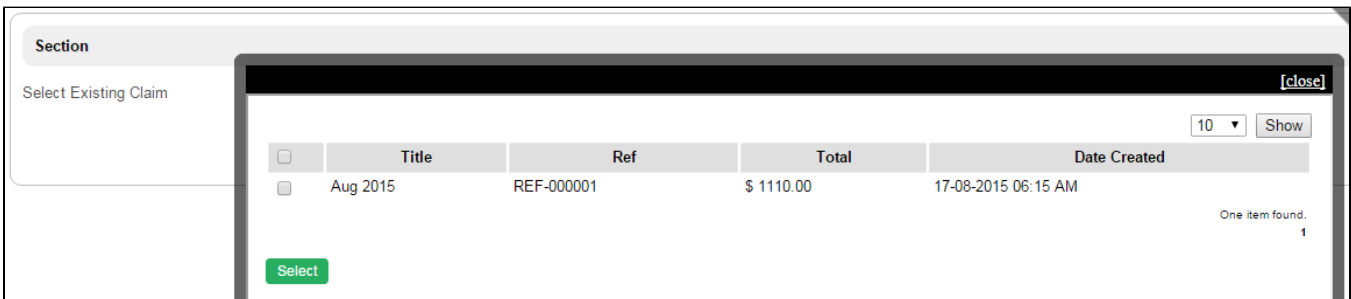 Section
Select Existing Claim
[close]
10 Show
Title Ref Total Date Created
Aug 2015 REF-000001 $ 1110.00 17-08-2015 06:15 AM
One item found.
1
Select